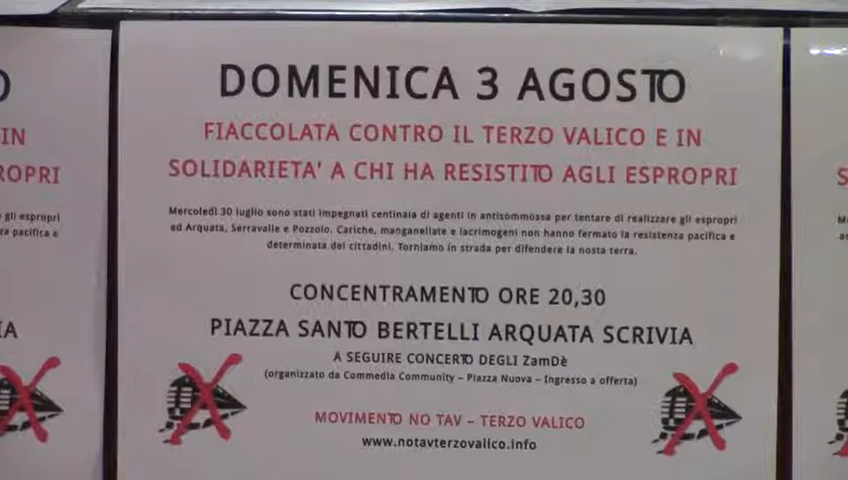 DOMENICA 3 AGOSTO
FIACCOLATA CONTRO IL TERZO VALICO E IN
SOLIDARIETA' A CHI HA RESISTITO AGLI ESPROPRI
Mercoledì 30 luglio sono stati impegnati centinaia di agenti in antisommossa per tentare di realizzare gli espropri
ad Arquata, Serravalle e Pozzolo. Cariche, manganellate e lacrimogeni non hanno fermato la resistenza pacifica e
determinata dei cittadini. Torniamo in strada per difendere la nosta terra.
CONCENTRAMENTO ORE 20,30
PIAZZA SANTO BERTELLI ARQUATA SCRIVIA
A SEGUIRE CONCERTO DEGLI ZamDè
(organizzato da Commedia Community – Piazza Nuova – Ingresso a offerta)
MOVIMENTO NO TAV – TERZO VALICO
www.notavterzovalico.info